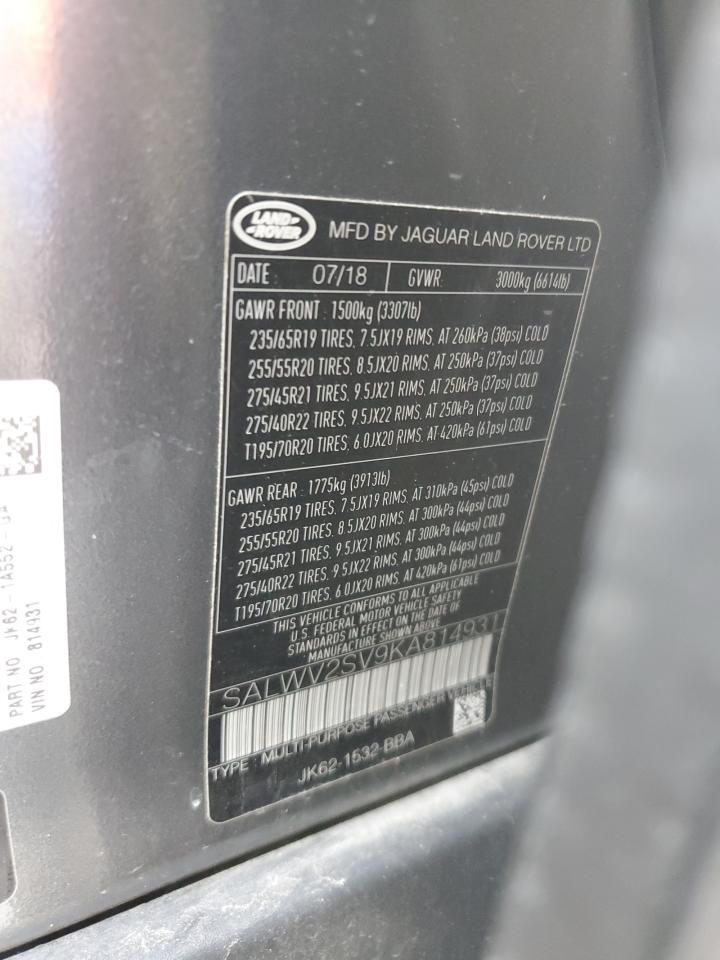 LAND ROVER
MFD BY JAGUAR LAND ROVER LTD
DATE: 07/18 GVWR: 3000kg (6614lb)
GAWR FRONT: 1500kg (3307lb)
235/65R19 TIRES, 7.5JX19 RIMS, AT 260kPa (38psi) COLD
255/55R20 TIRES, 8.5JX20 RIMS, AT 250kPa (37psi) COLD
275/45R21 TIRES, 9.5JX21 RIMS, AT 250kPa (37psi) COLD
275/40R22 TIRES, 9.5JX22 RIMS, AT 250kPa (37psi) COLD
T195/70R20 TIRES, 6.0JX20 RIMS, AT 420kPa (61psi) COLD
GAWR REAR: 1775kg (3913lb)
235/65R19 TIRES, 7.5JX19 RIMS, AT 310kPa (45psi) COLD
255/55R20 TIRES, 8.5JX20 RIMS, AT 300kPa (44psi) COLD
275/45R21 TIRES, 9.5JX21 RIMS, AT 300kPa (44psi) COLD
275/40R22 TIRES, 9.5JX22 RIMS, AT 300kPa (44psi) COLD
T195/70R20 TIRES, 6.0JX20 RIMS, AT 420kPa (61psi) COLD
THIS VEHICLE CONFORMS TO ALL APPLICABLE
U.S. FEDERAL MOTOR VEHICLE SAFETY
STANDARDS IN EFFECT ON THE DATE OF
MANUFACTURE SHOWN ABOVE.
SALWV2SV9KA814931
TYPE: MULTI-PURPOSE PASSENGER VEHICLE
JK62-1532-BBA
PART NO JK62-1A552-GA
VIN NO 814931